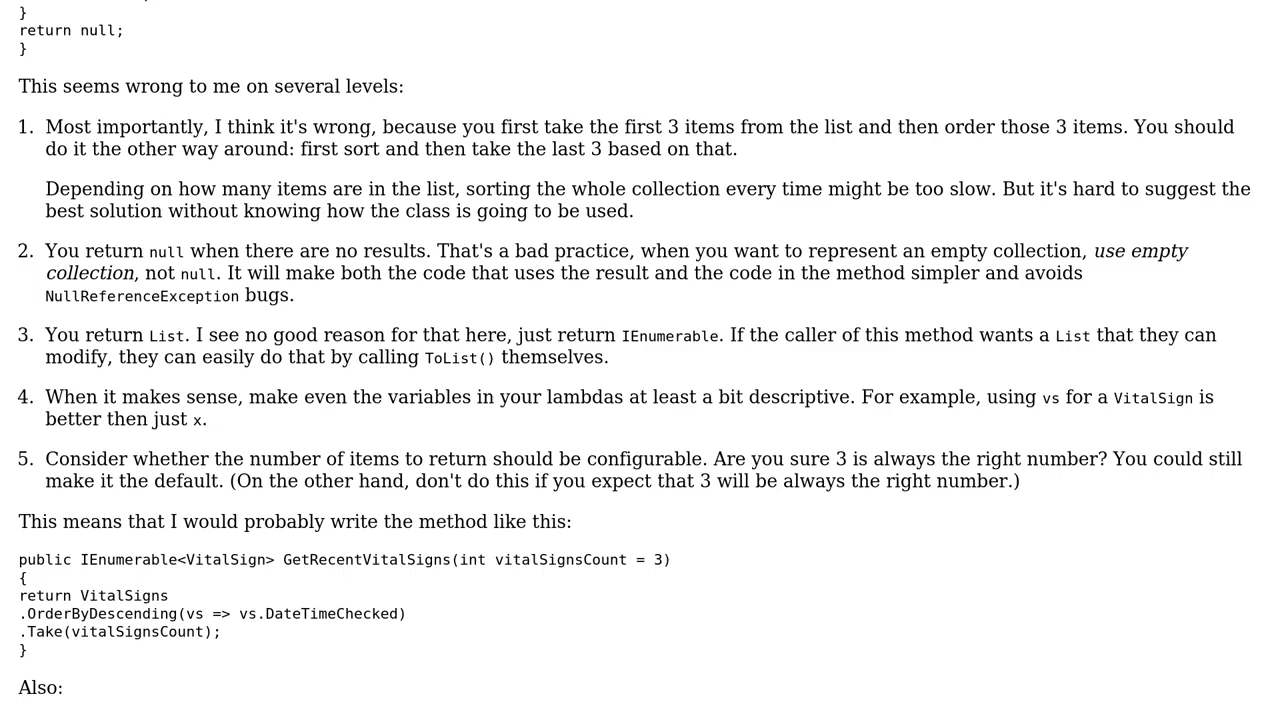 }
return null;
}
This seems wrong to me on several levels:
1. Most importantly, I think it's wrong, because you first take the first 3 items from the list and then order those 3 items. You should
do it the other way around: first sort and then take the last 3 based on that.
Depending on how many items are in the list, sorting the whole collection every time might be too slow. But it's hard to suggest the
best solution without knowing how the class is going to be used.
2. You return null when there are no results. That's a bad practice, when you want to represent an empty collection, use empty
collection, not null. It will make both the code that uses the result and the code in the method simpler and avoids
NullReferenceException bugs.
3. You return List. I see no good reason for that here, just return IEnumerable. If the caller of this method wants a List that they can
modify, they can easily do that by calling ToList() themselves.
4. When it makes sense, make even the variables in your lambdas at least a bit descriptive. For example, using vs for a VitalSign is
better then just x.
5. Consider whether the number of items to return should be configurable. Are you sure 3 is always the right number? You could still
make it the default. (On the other hand, don't do this if you expect that 3 will be always the right number.)
This means that I would probably write the method like this:
public IEnumerable<VitalSign> GetRecentVitalSigns(int vitalSignsCount = 3)
{
return VitalSigns
.OrderByDescending(vs => vs.DateTimeChecked)
.Take(vitalSignsCount);
}
Also: